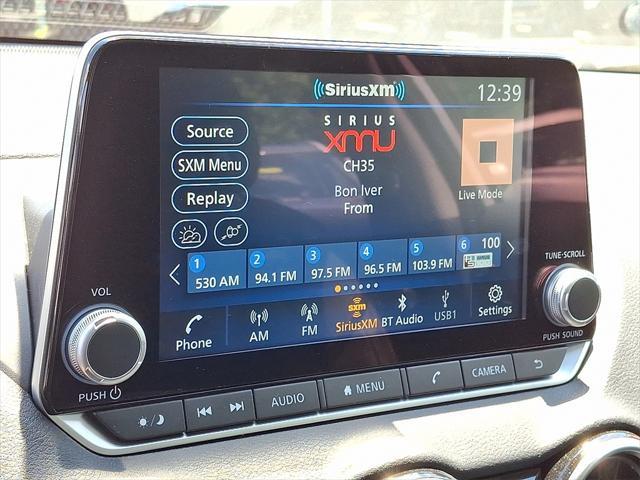 SiriusXM
12:39
SIRIUS
xmu
CH35
Bon Iver
From
Live Mode
Source
SXM Menu
Replay
1 530 AM
2 94.1 FM
3 97.5 FM
4 96.5 FM
5 103.9 FM
6 100
Phone
AM
FM
sxm
SiriusXM
BT Audio
USB1
Settings
VOL
PUSH
TUNE·SCROLL
PUSH SOUND
AUDIO
MENU
CAMERA